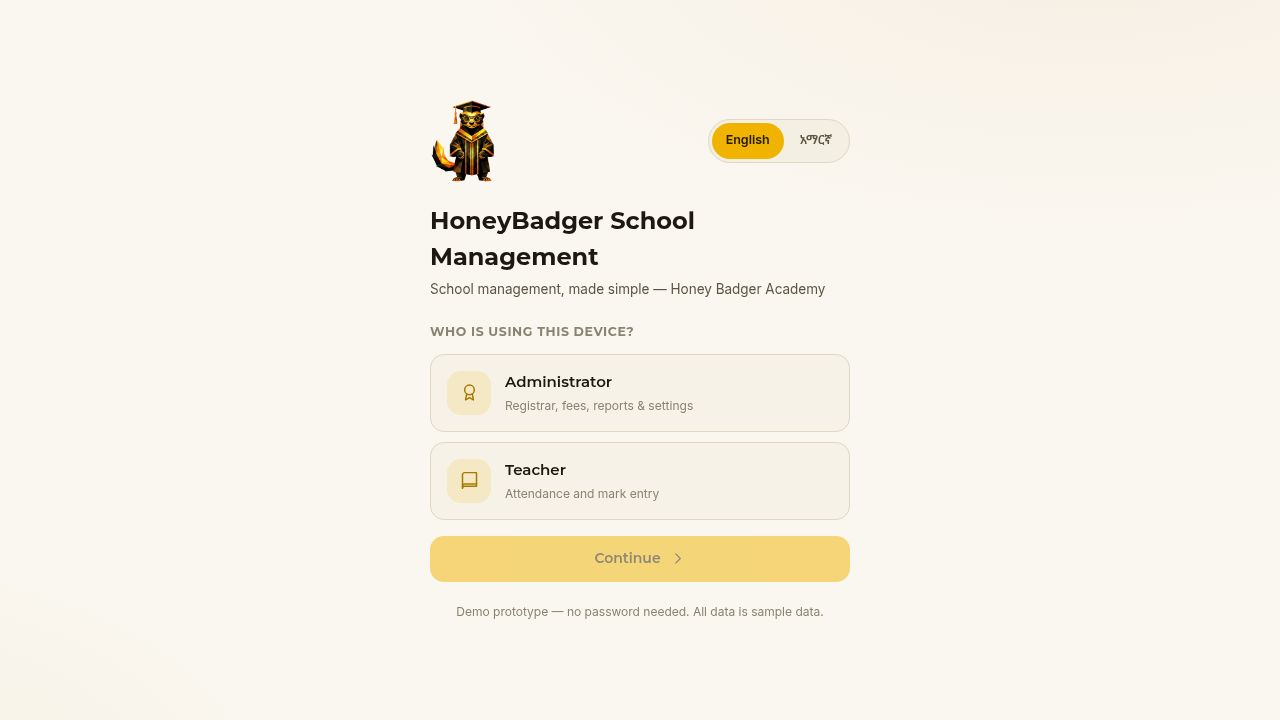 English
አማርኛ
HoneyBadger School
Management
School management, made simple — Honey Badger Academy
WHO IS USING THIS DEVICE?
Administrator
Registrar, fees, reports & settings
Teacher
Attendance and mark entry
Continue
Demo prototype — no password needed. All data is sample data.